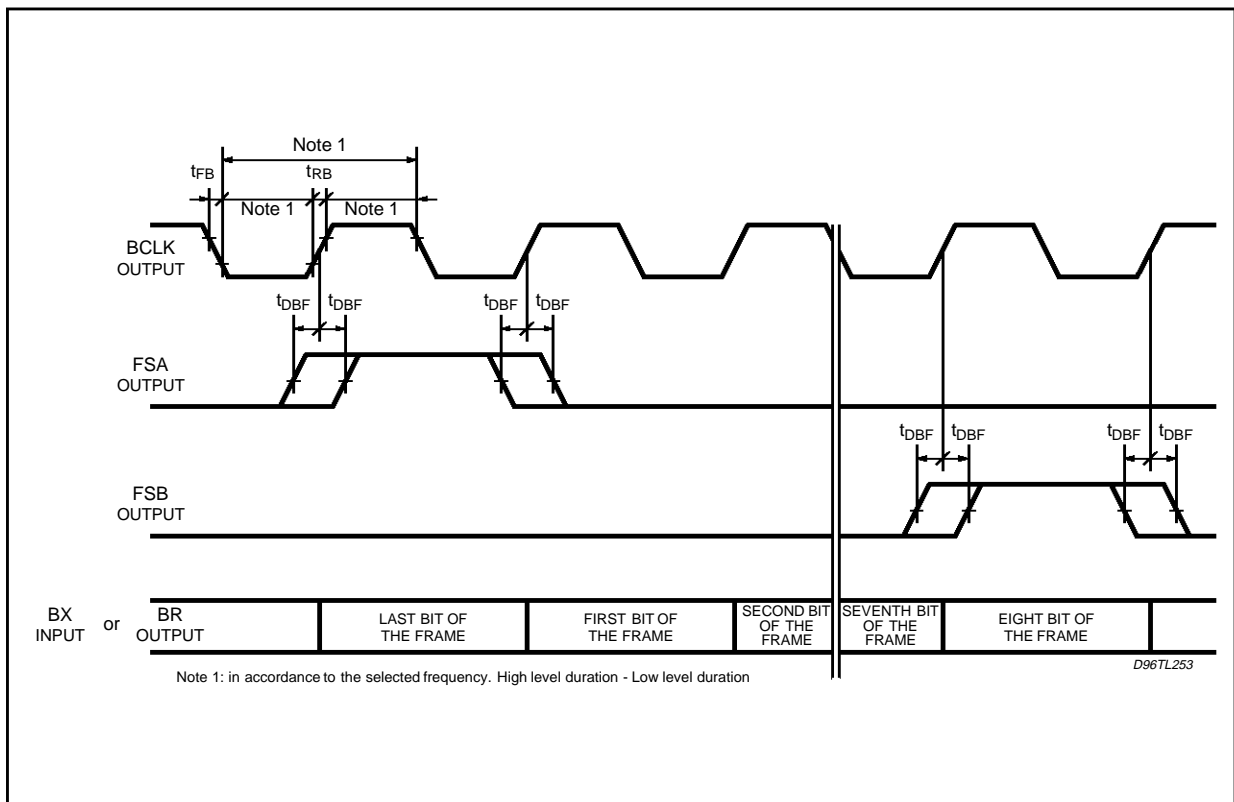 Note 1
tFB
tRB
Note 1
Note 1
BCLK
OUTPUT
tDBF
tDBF
tDBF
tDBF
FSA
OUTPUT
tDBF
tDBF
tDBF
tDBF
FSB
OUTPUT
BX
INPUT
or
BR
OUTPUT
LAST BIT OF
THE FRAME
FIRST BIT OF
THE FRAME
SECOND BIT
OF THE
FRAME
SEVENTH BIT
OF THE
FRAME
EIGHT BIT OF
THE FRAME
D96TL253
Note 1: in accordance to the selected frequency. High level duration - Low level duration